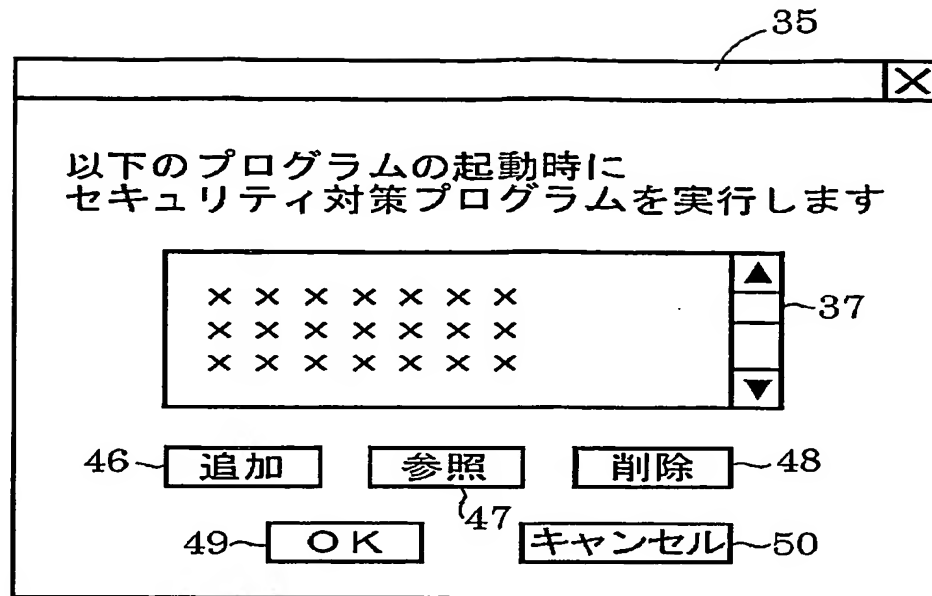 35
×
以下のプログラムの起動時に
セキュリティ対策プログラムを実行します
× × × × × × ×
× × × × × × ×
× × × × × × ×
37
46 追加 参照 削除 48
47
49 OK キャンセル 50